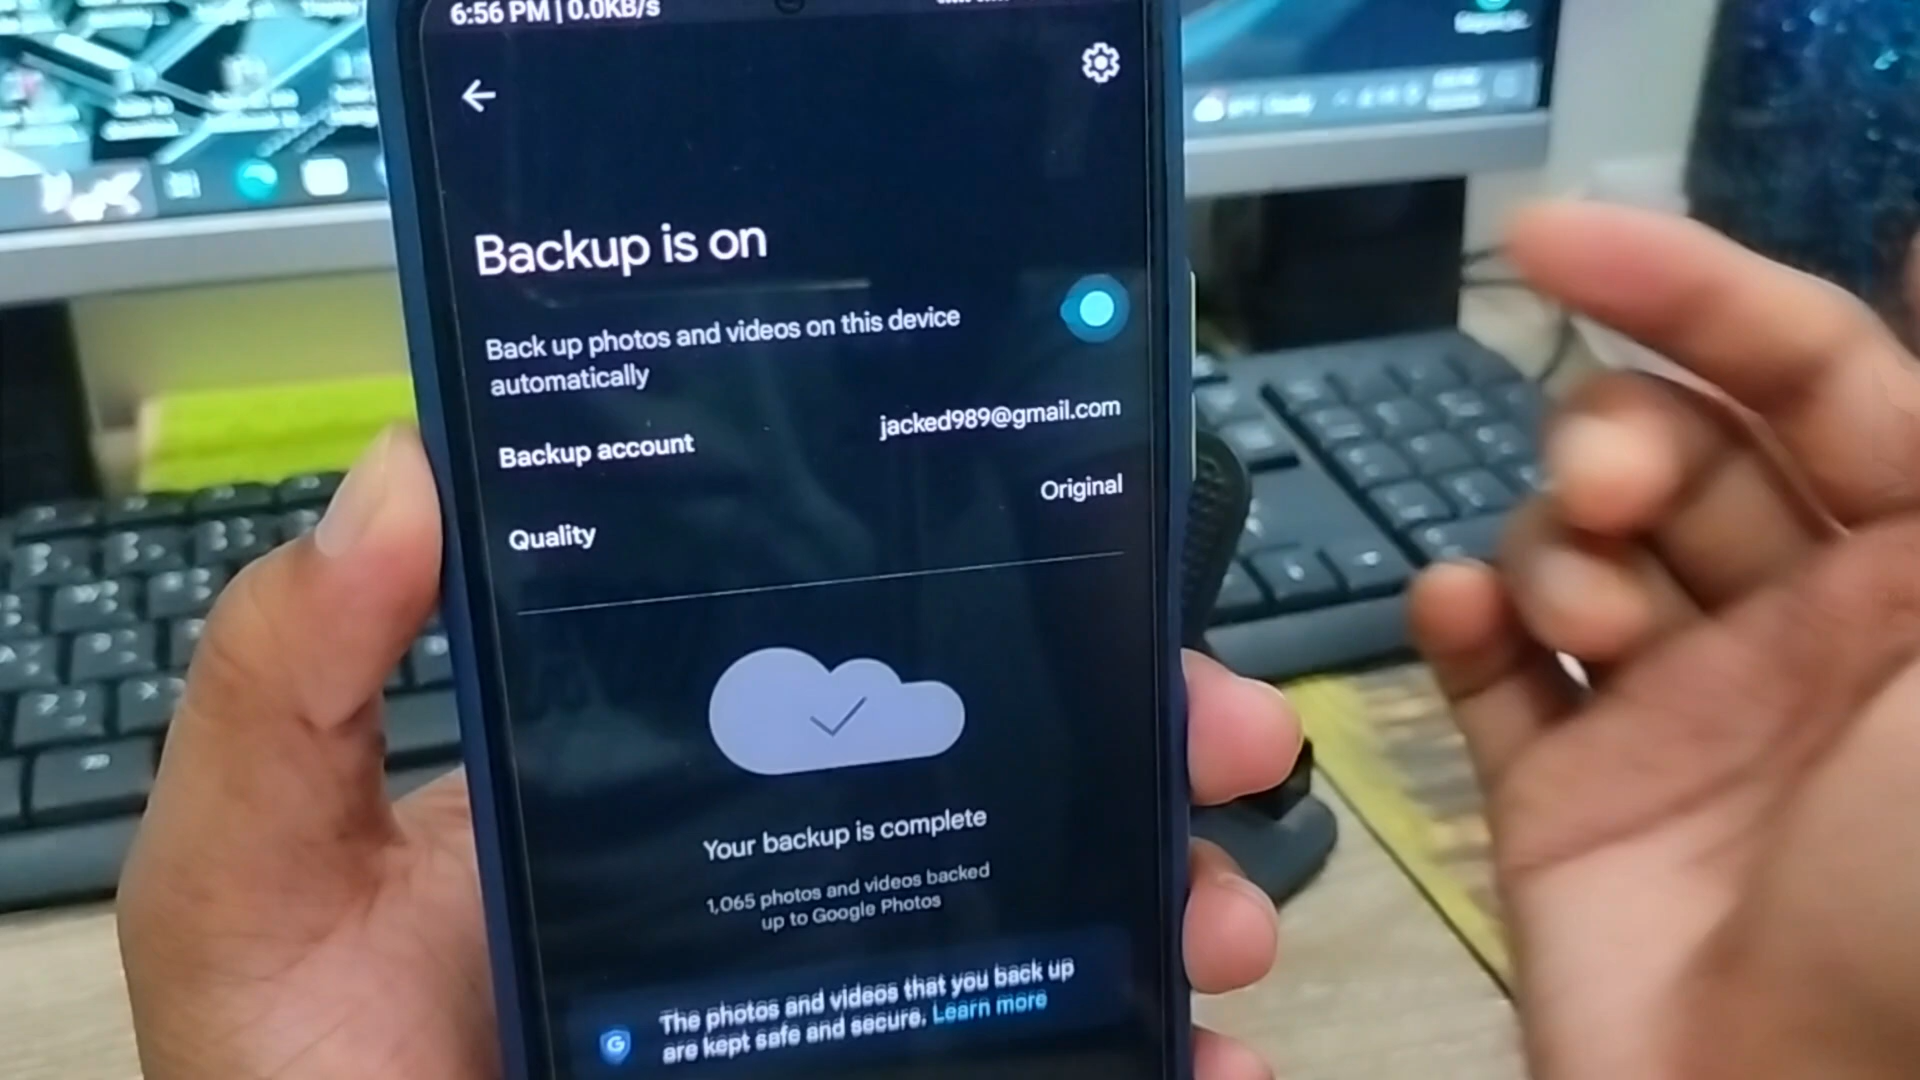 6:56 PM | 0.0KB/s
Backup is on
Back up photos and videos on this device
automatically
Backup account
jacked989@gmail.com
Quality
Original
Your backup is complete
1,065 photos and videos backed
up to Google Photos
The photos and videos that you back up
are kept safe and secure. Learn more